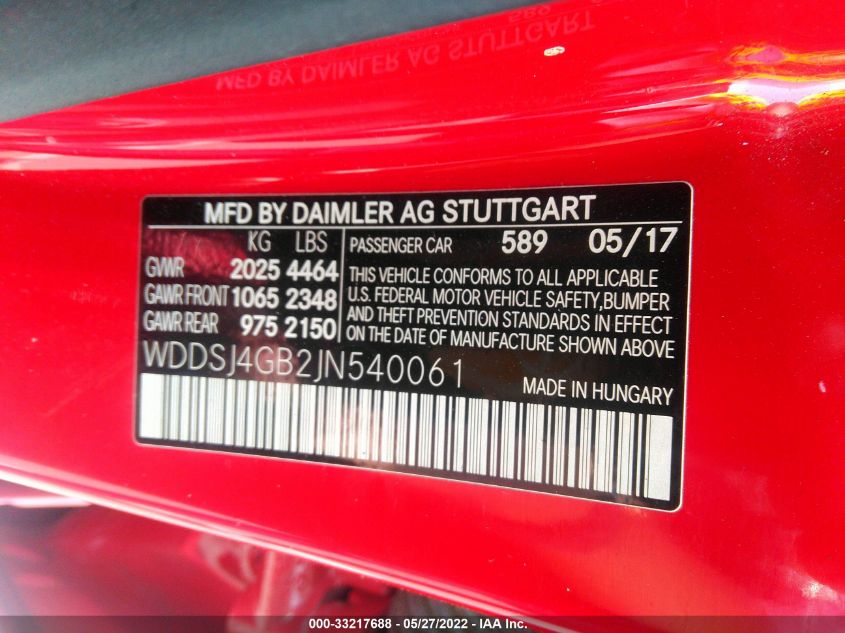 MFD BY DAIMLER AG STUTTGART
KG LBS
GVWR 2025 4464
GAWR FRONT 1065 2348
GAWR REAR 975 2150
PASSENGER CAR 589 05/17
THIS VEHICLE CONFORMS TO ALL APPLICABLE
U.S. FEDERAL MOTOR VEHICLE SAFETY, BUMPER
AND THEFT PREVENTION STANDARDS IN EFFECT
ON THE DATE OF MANUFACTURE SHOWN ABOVE
WDDSJ4GB2JN540061
MADE IN HUNGARY
000-33217688 - 05/27/2022 - IAA Inc.